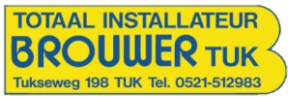 TOTAAL INSTALLATEUR
BROUWER TUK
Tukseweg 198 TUK Tel. 0521-512983